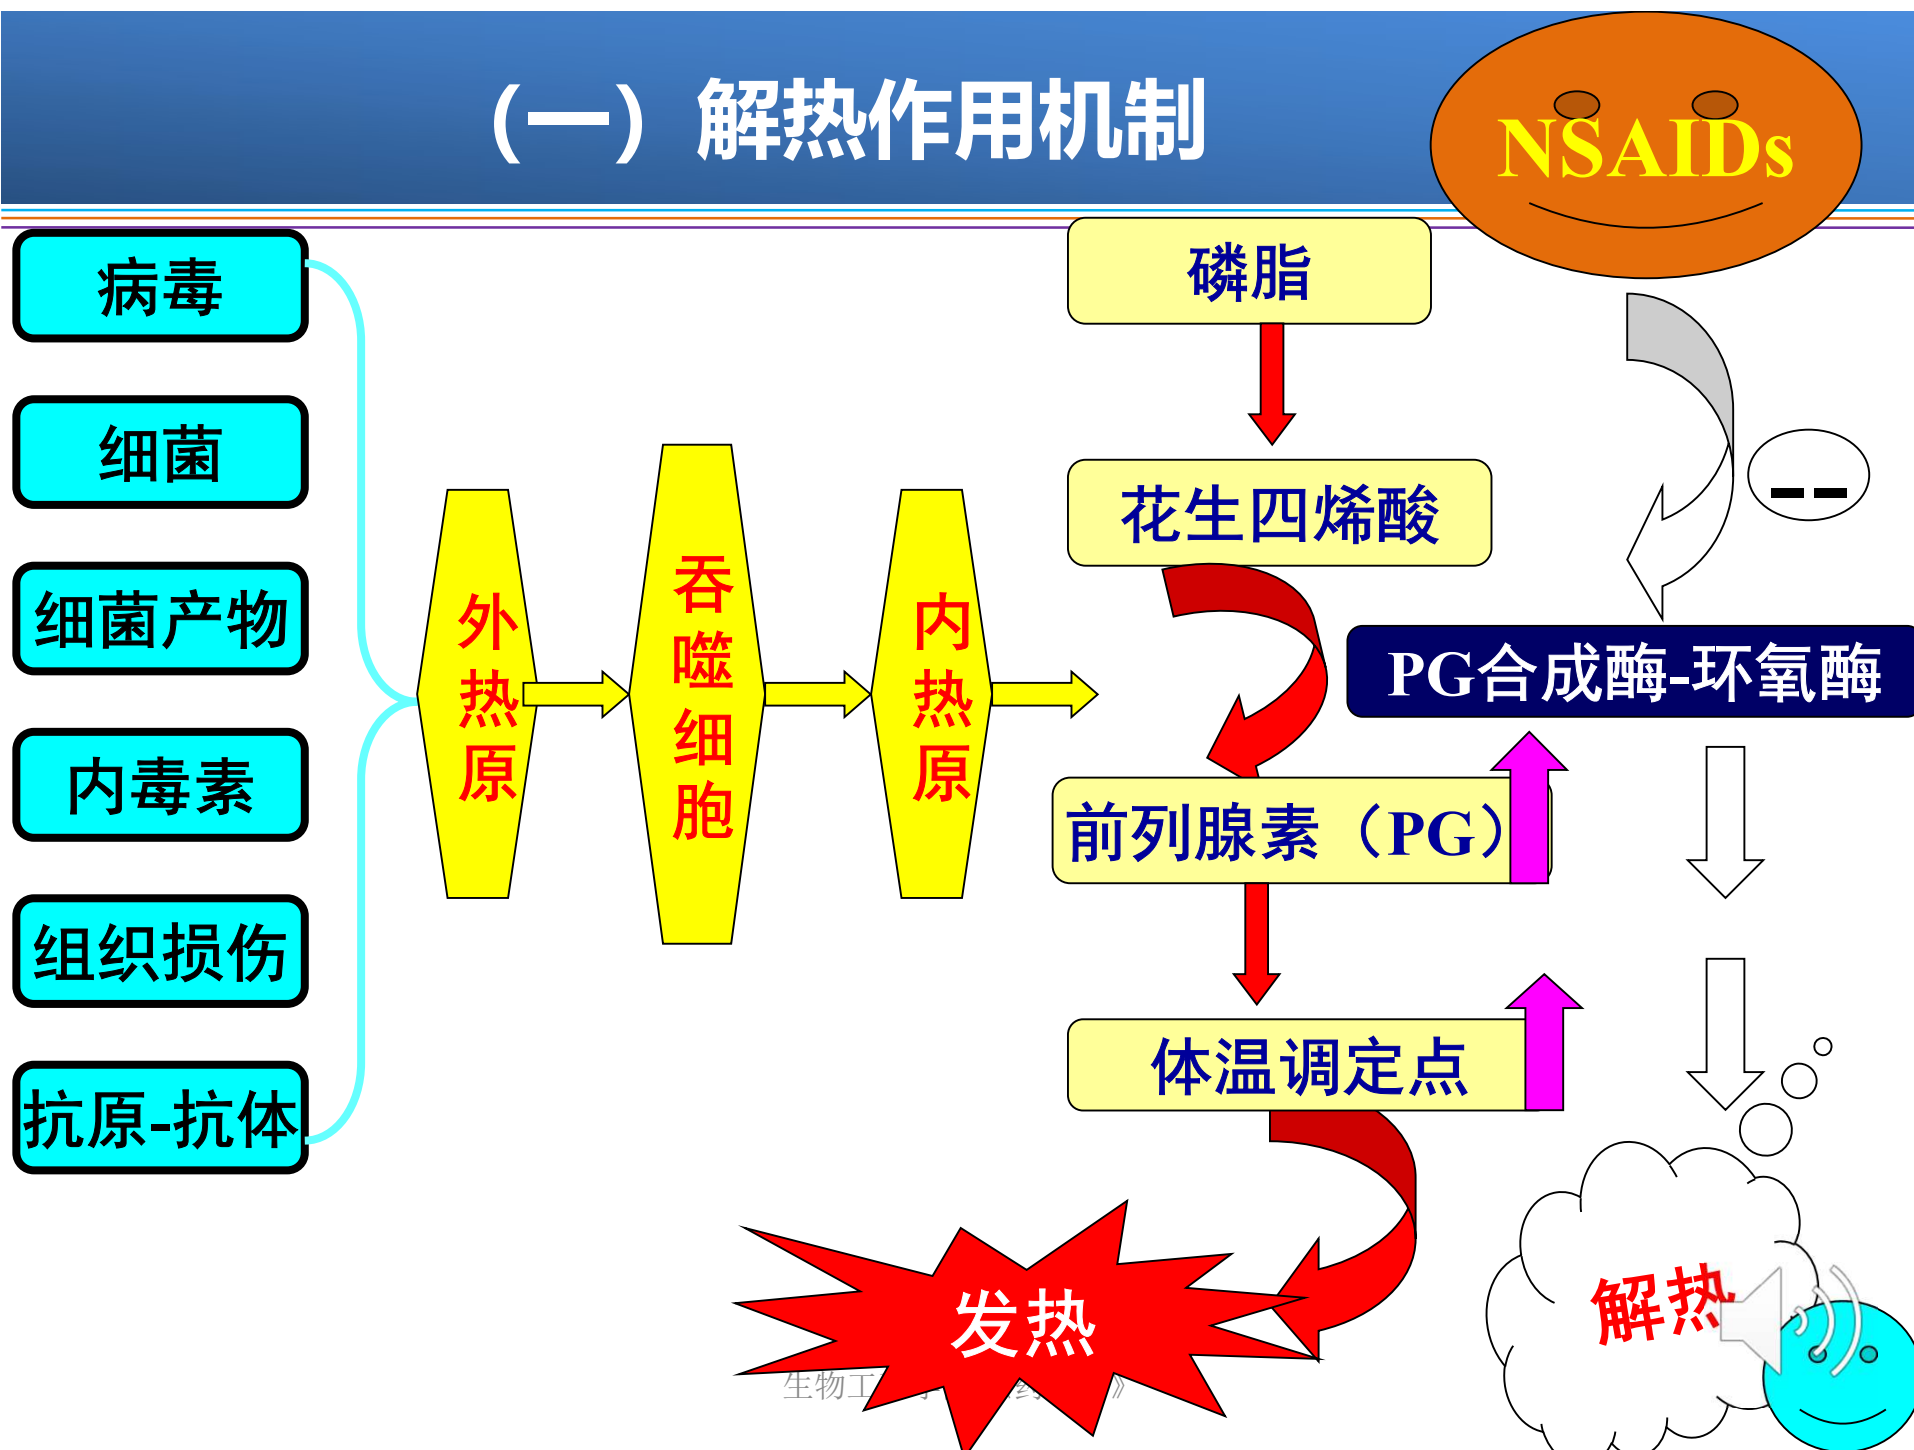 （一）解热作用机制
NSAIDs
病毒
细菌
细菌产物
内毒素
组织损伤
抗原-抗体
外热原
吞噬细胞
内热原
磷脂
花生四烯酸
PG合成酶-环氧酶
前列腺素（PG）
体温调定点
发热
解热
生物工